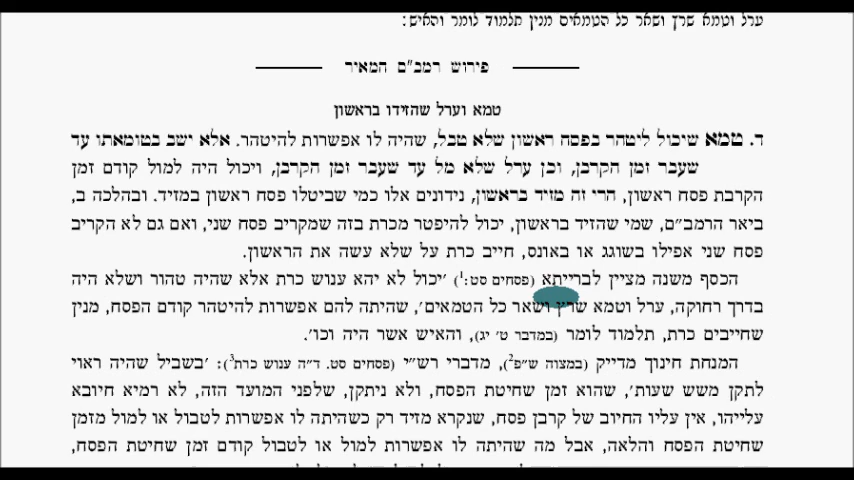 ערל וטמא שרץ ושאר כל הטמאים מנין תלמוד לומר והאיש:
פירוש רמב"ם המאיר
טמא וערל שהזידו בראשון
ד. טמא שיכול ליטהר בפסח ראשון שלא טבל, שהיה לו אפשרות להיטהר. אלא ישב בטומאתו עד
שעבר זמן הקרבן, וכן ערל שלא מל עד שעבר זמן הקרבן, ויכול היה למול קודם זמן
הקרבת פסח ראשון, הרי זה מזיד בראשון, נידונים אלו כמי שביטלו פסח ראשון במזיד. ובהלכה ב,
ביאר הרמב"ם, שמי שהזיד בראשון, יכול להיפטר מכרת בזה שמקריב פסח שני, ואם גם לא הקריב
פסח שני אפילו בשוגג או באונס, חייב כרת על שלא עשה את הראשון.
הכסף משנה מציין לברייתא (פסחים סט:1) 'יכול לא יהא ענוש כרת אלא שהיה טהור ושלא היה
בדרך רחוקה, ערל וטמא שרץ ושאר כל הטמאים', שהיתה להם אפשרות להיטהר קודם הפסח, מנין
שחייבים כרת, תלמוד לומר (במדבר ט' יג), והאיש אשר היה וכו'.
המנחת חינוך מדייק (במצוה ש"פ2), מדברי רש"י (פסחים סט. ד"ה ענוש כרת3): 'בשביל שהיה ראוי
לתקן משש שעות', שהוא זמן שחיטת הפסח, ולא ניתקן, שלפני המועד הזה, לא רמיא חיובא
עלייהו, אין עליו החיוב של קרבן פסח, שנקרא מזיד רק כשהיתה לו אפשרות לטבול או למול מזמן
שחיטת הפסח והלאה, אבל מה שהיתה לו אפשרות למול או לטבול קודם זמן שחיטת הפסח,